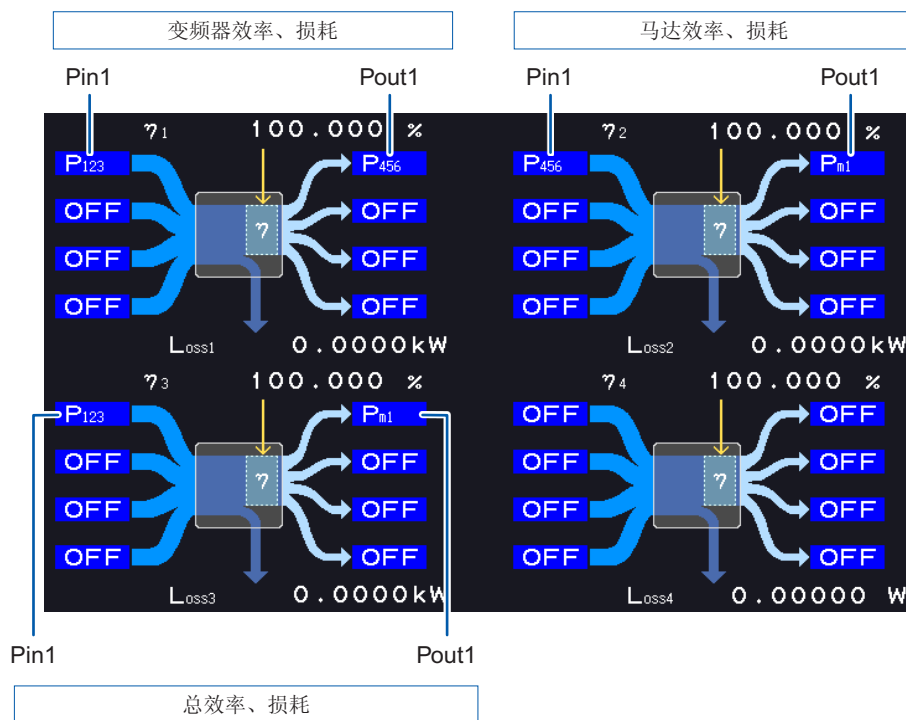 变频器效率、损耗 马达效率、损耗
Pin1 Pout1 Pin1 Pout1
η1 100.000 % η2 100.000 %
P123 P456 P456 Pm1
OFF OFF OFF OFF
η η
OFF OFF OFF OFF
OFF OFF OFF OFF
Loss1 0.0000kW Loss2 0.0000kW
η3 100.000 % η4 100.000 %
P123 Pm1 OFF OFF
OFF OFF OFF OFF
η η
OFF OFF OFF OFF
OFF OFF OFF OFF
Loss3 0.0000kW Loss4 0.00000 W
Pin1 Pout1
总效率、损耗